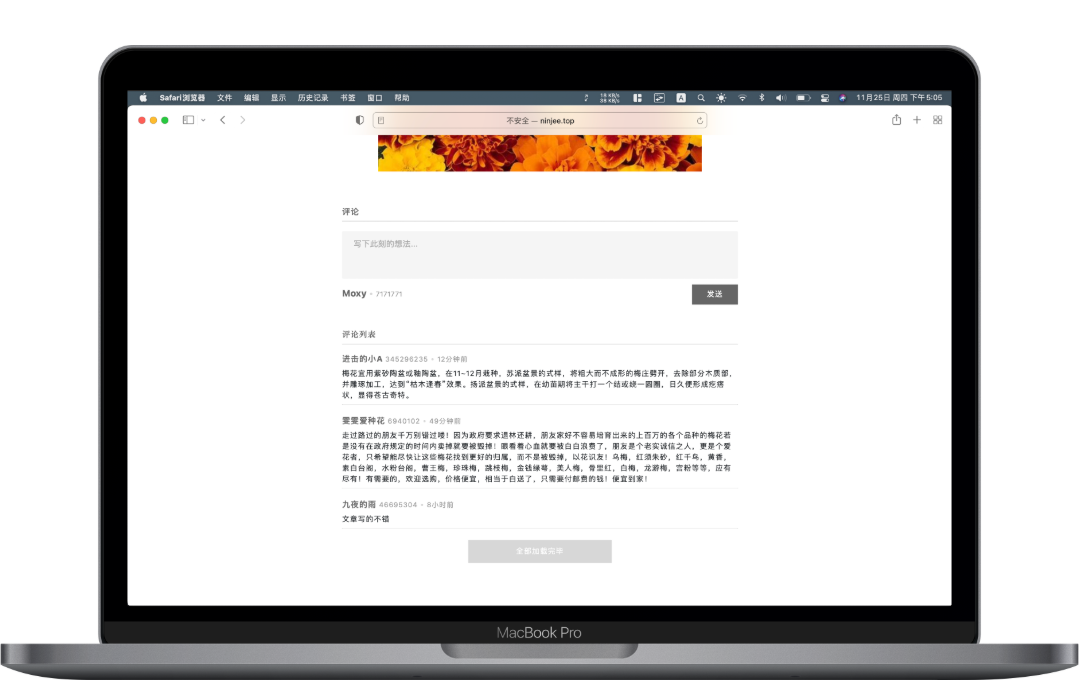 Safari浏览器 文件 编辑 显示 历史记录 书签 窗口 帮助
18 KB/s
38 KB/s
A
11月25日 周四 下午5:05
不安全 — ninjee.top
评论
写下此刻的想法...
Moxy - 7171771
发送
评论列表
进击的小A 345296235 - 12分钟前
梅花宜用紫砂陶盆或釉陶盆，在11~12月栽种，苏派盆景的式样，将粗大而不成形的梅庄劈开，去除部分木质部，
并雕琢加工，达到“枯木逢春”效果。扬派盆景的式样，在幼苗期将主干打一个结或绕一圆圈，日久便形成疙瘩
状，显得苍古奇特。
雯雯爱种花 6940102 - 49分钟前
走过路过的朋友千万别错过喽！因为政府要求退林还耕，朋友家好不容易培育出来的上百万的各个品种的梅花若
是没有在政府规定的时间内卖掉就要被毁掉！眼看着心血就要被白白浪费了，朋友是个老实诚信之人，更是个爱
花者，只希望能尽快让这些梅花找到更好的归属，而不是被毁掉，以花识友！乌梅，红须朱砂，红千鸟，黄香，
素白台阁，水粉台阁，曹王梅，珍珠梅，跳枝梅，金钱绿萼，美人梅，骨里红，白梅，龙游梅，宫粉等等，应有
尽有！有需要的，欢迎选购，价格便宜，相当于白送了，只需要付邮费的钱！便宜到家！
九夜的雨 46695304 - 8小时前
文章写的不错
全部加载完毕
MacBook Pro